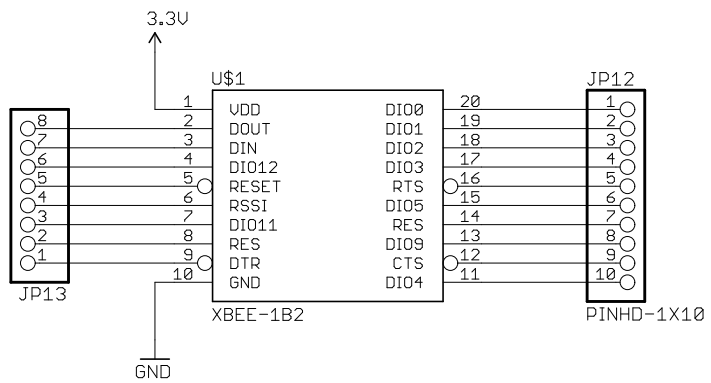 3.3V
U$1
JP12
1 VDD DIO0 20 1
8 2 DOUT DIO1 19 2
7 3 DIN DIO2 18 3
6 4 DIO12 DIO3 17 4
5 5 RESET RTS 16 5
4 6 RSSI DIO5 15 6
3 7 DIO11 RES 14 7
2 8 RES DIO9 13 8
1 9 DTR CTS 12 9
10 GND DIO4 11 10
JP13
XBEE-1B2
PINHD-1X10
GND